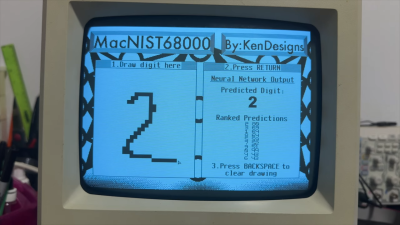 MacNIST68000
By:KenDesigns
1.Draw digit here
2
2.Press RETURN
Neural Network Output
Predicted Digit:
2
Ranked Predictions
3.Press BACKSPACE to
clear drawing